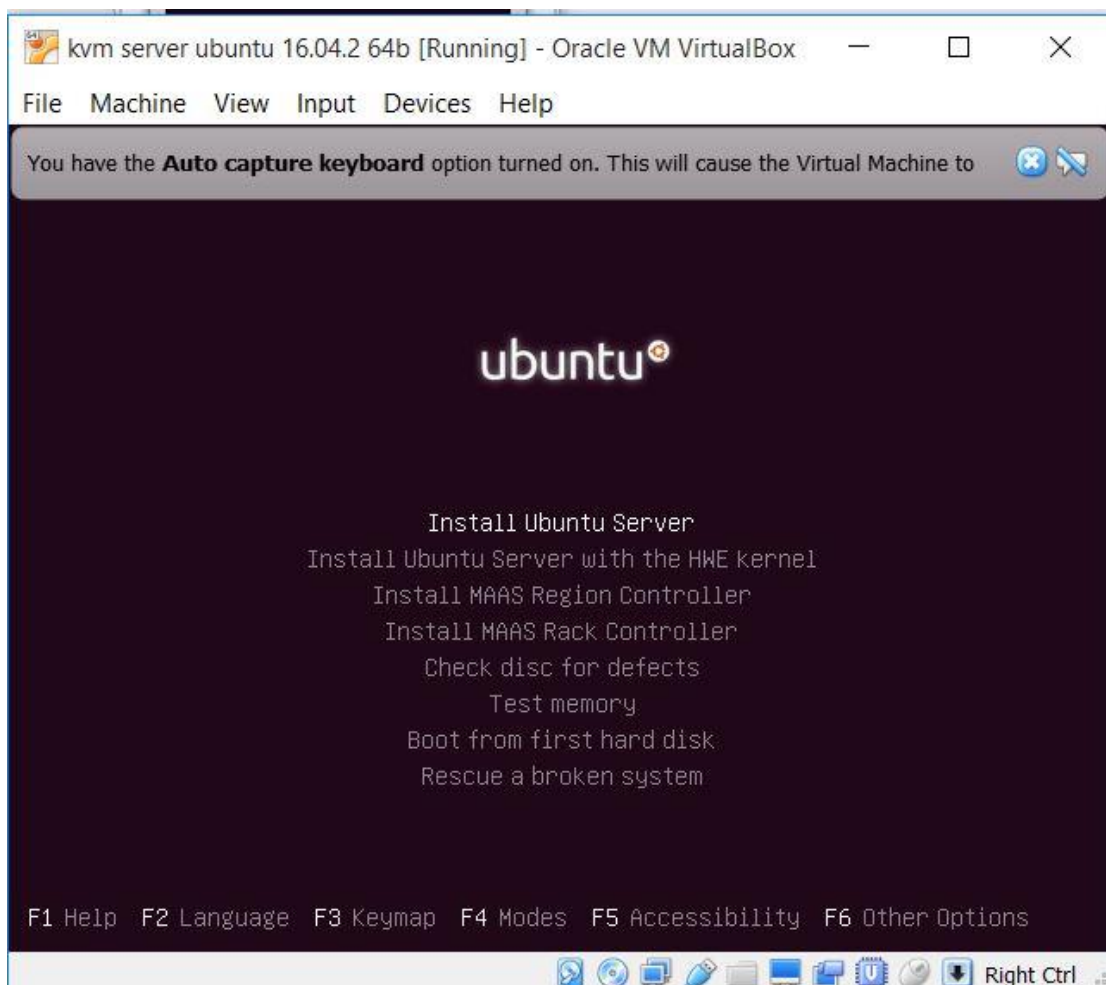 kvm server ubuntu 16.04.2 64b [Running] - Oracle VM VirtualBox
File Machine View Input Devices Help
You have the Auto capture keyboard option turned on. This will cause the Virtual Machine to
ubuntu
Install Ubuntu Server
Install Ubuntu Server with the HWE kernel
Install MAAS Region Controller
Install MAAS Rack Controller
Check disc for defects
Test memory
Boot from first hard disk
Rescue a broken system
F1 Help F2 Language F3 Keymap F4 Modes F5 Accessibility F6 Other Options
Right Ctrl